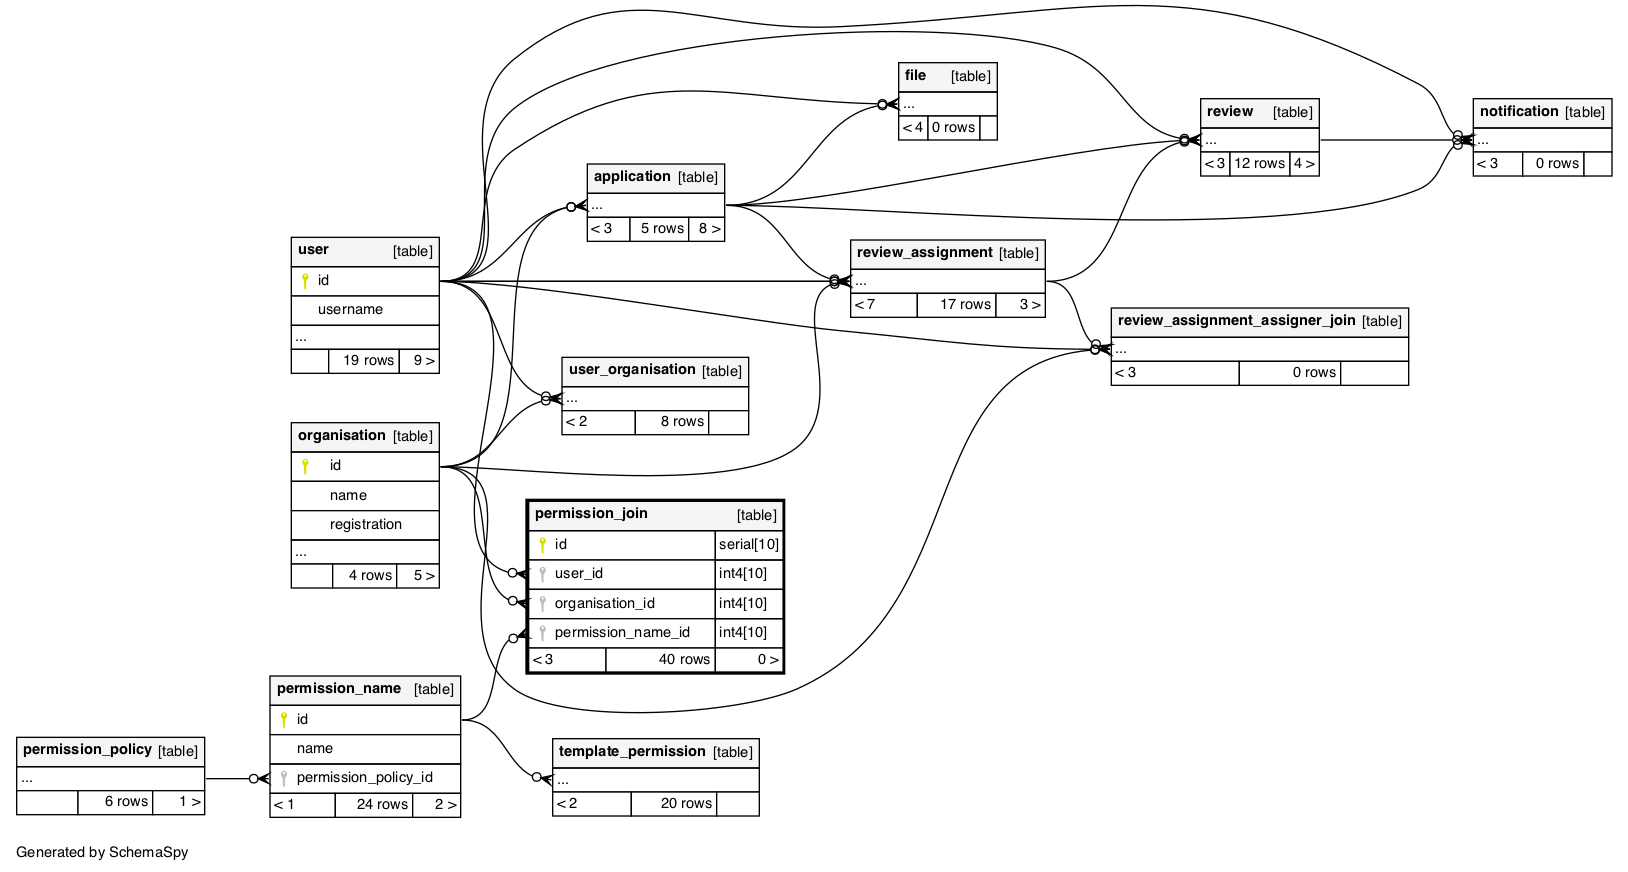 file [table]
...
< 4 0 rows
review [table]
...
< 3 12 rows 4 >
notification [table]
...
< 3 0 rows
application [table]
...
< 3 5 rows 8 >
user [table]
id
username
...
19 rows 9 >
review_assignment [table]
...
< 7 17 rows 3 >
review_assignment_assigner_join [table]
...
< 3 0 rows
user_organisation [table]
...
< 2 8 rows
organisation [table]
id
name
registration
...
4 rows 5 >
permission_join [table]
id serial[10]
user_id int4[10]
organisation_id int4[10]
permission_name_id int4[10]
< 3 40 rows 0 >
permission_name [table]
id
name
permission_policy_id
< 1 24 rows 2 >
permission_policy [table]
...
6 rows 1 >
template_permission [table]
...
< 2 20 rows
Generated by SchemaSpy